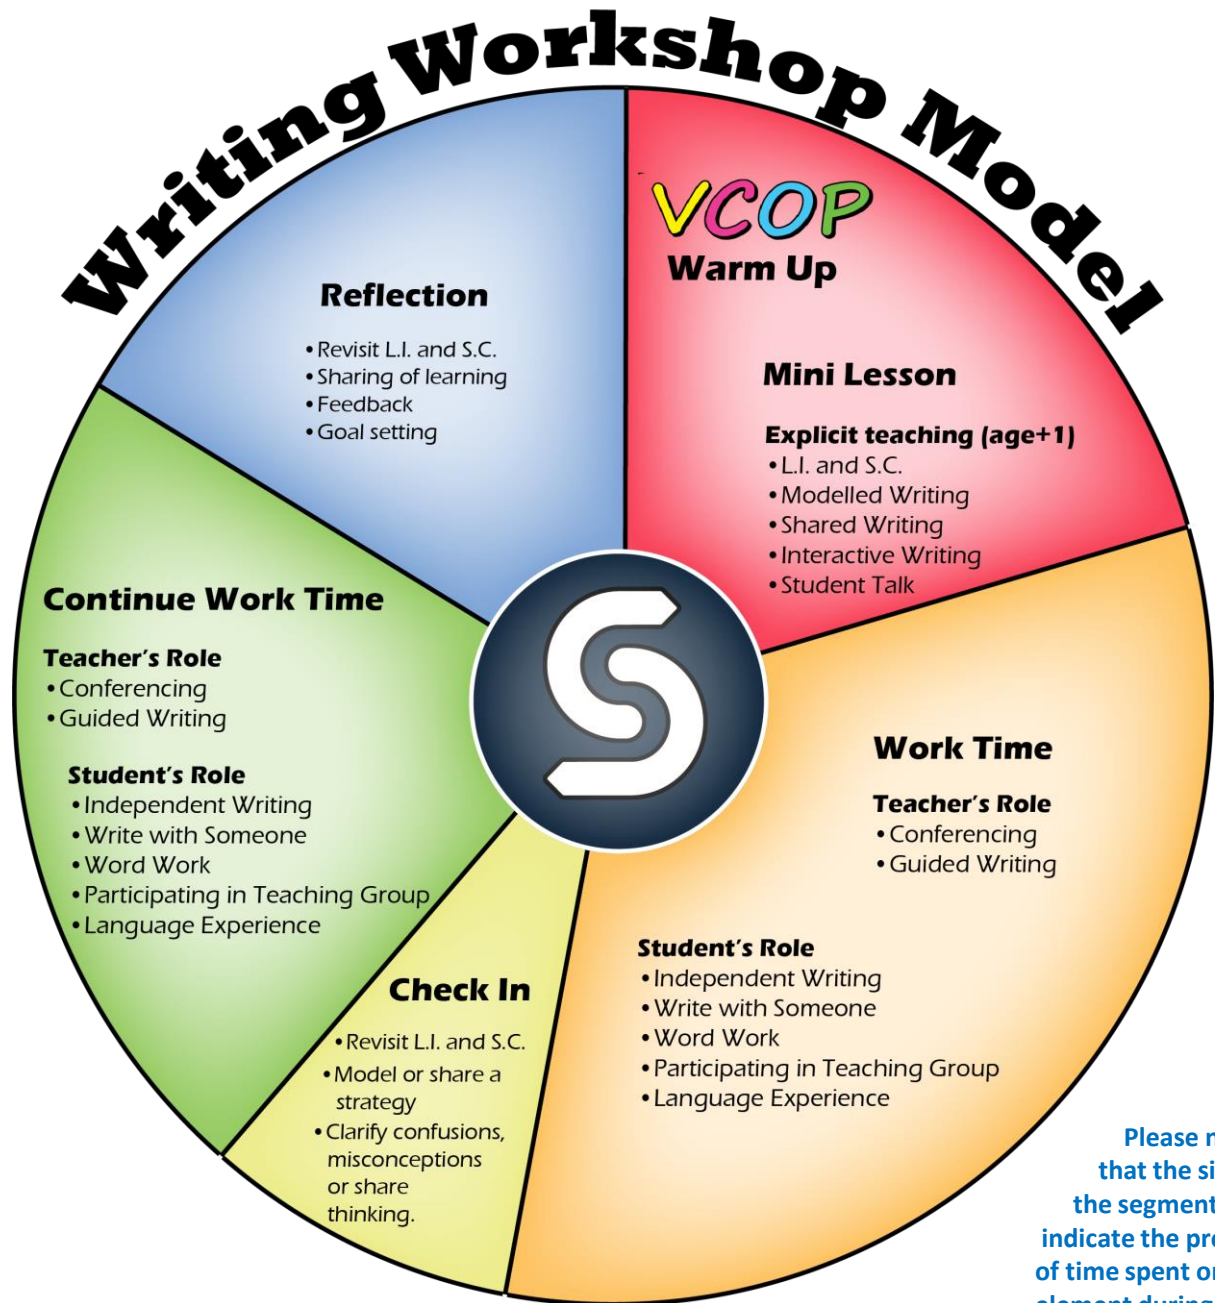 Writing Workshop Model
VCOP
Warm Up
Mini Lesson
Explicit teaching (age+1)
• L.I. and S.C.
• Modelled Writing
• Shared Writing
• Interactive Writing
• Student Talk
Work Time
Teacher's Role
• Conferencing
• Guided Writing
Student's Role
• Independent Writing
• Write with Someone
• Word Work
• Participating in Teaching Group
• Language Experience
Check In
• Revisit L.I. and S.C.
• Model or share a
strategy
• Clarify confusions,
misconceptions
or share
thinking.
Continue Work Time
Teacher's Role
• Conferencing
• Guided Writing
Student's Role
• Independent Writing
• Write with Someone
• Word Work
• Participating in Teaching Group
• Language Experience
Reflection
• Revisit L.I. and S.C.
• Sharing of learning
• Feedback
• Goal setting
S
Please
that the
the segment
indicate the
of time spent
element during